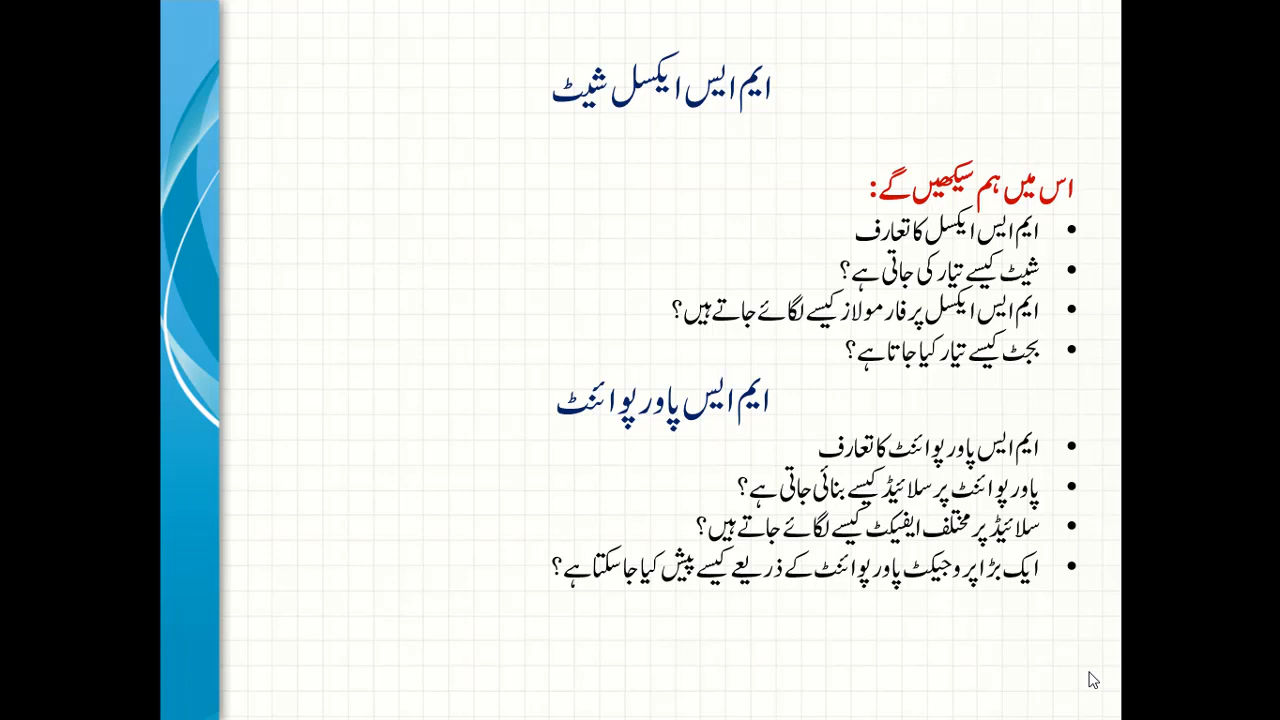 ایم ایس ایکسل شیٹ
اس میں ہم سیکھیں گے:
• ایم ایس ایکسل کا تعارف
• شیٹ کیسے تیار کی جاتی ہے؟
• ایم ایس ایکسل پر فارمولاز کیسے لگائے جاتے ہیں؟
• بجٹ کیسے تیار کیا جاتا ہے؟
ایم ایس پاور پوائنٹ
• ایم ایس پاور پوائنٹ کا تعارف
• پاور پوائنٹ پر سلائیڈ کیسے بنائی جاتی ہے؟
• سلائیڈ پر مختلف ایفیکٹ کیسے لگائے جاتے ہیں؟
• ایک بڑا پروجیکٹ پاور پوائنٹ کے ذریعے کیسے پیش کیا جا سکتا ہے؟